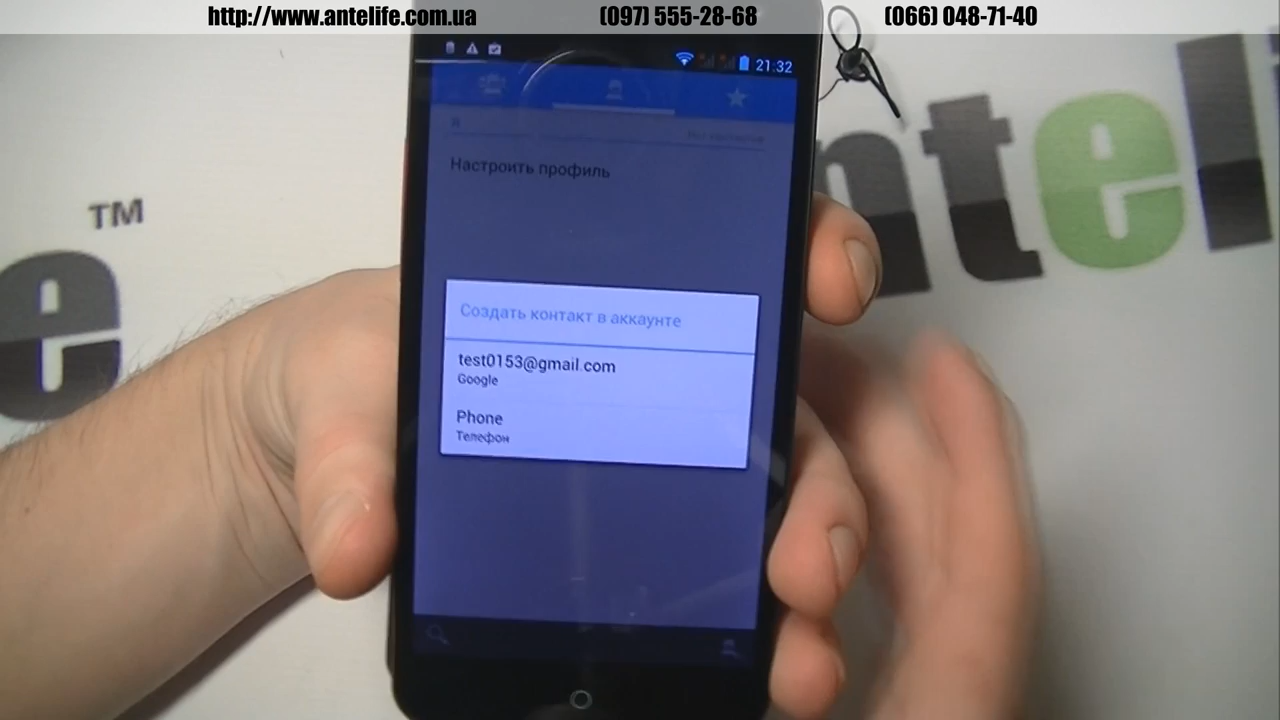 http://www.antelife.com.ua
(097) 555-28-68
(066) 048-71-40
21:32
Я
Настроить профиль
TM
e
nteli
Создать контакт в аккаунте
test0153@gmail.com
Google
Phone
Телефон